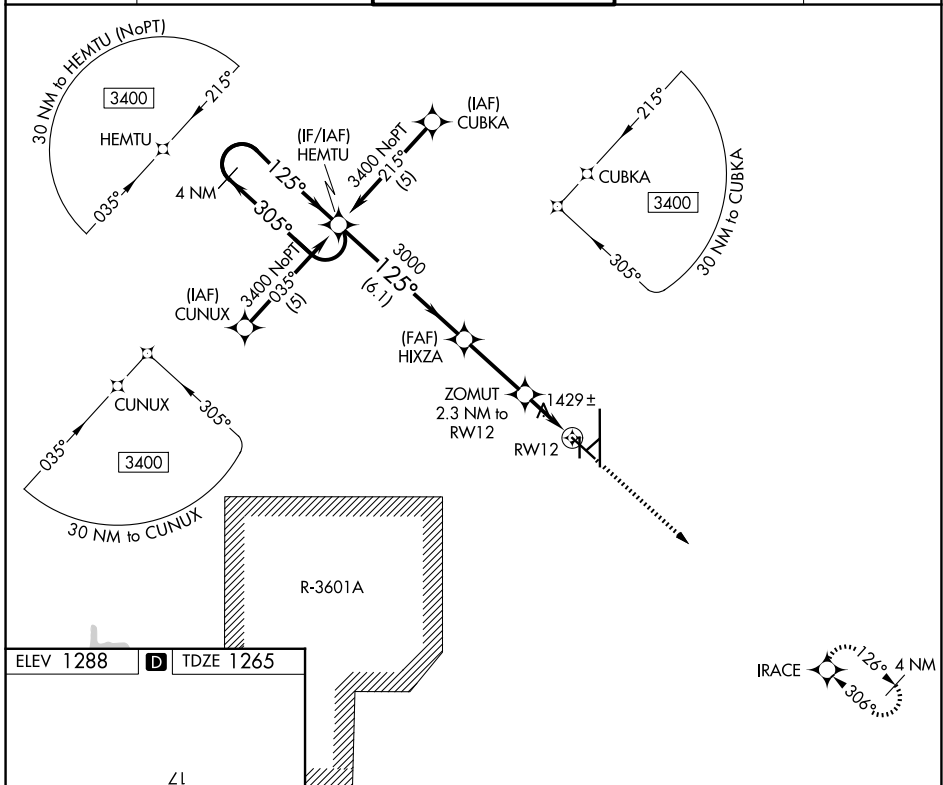 30 NM to HEMTU (NoPT)
3400
215°
HEMTU
035°
(IF/IAF)
HEMTU
(IAF)
CUBKA
3400 NoPT
215°
(5)
4 NM
125°
305°
215°
CUBKA
3400
30 NM to CUBKA
305°
3400 NoPT
035°
(5)
(IAF)
CUNUX
3000
125°
(6.1)
(FAF)
HIXZA
ZOMUT
2.3 NM to
RW12
1429 ±
RW12
CUNUX
305°
035°
3400
30 NM to CUNUX
R-3601A
ELEV 1288
D
TDZE 1265
IRACE
126°
4 NM
306°
17